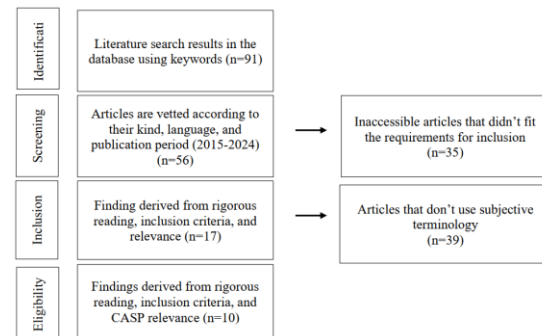 Identificati
Literature search results in the
database using keywords (n=91)
Screening
Articles are vetted according to
their kind, language, and
publication period (2015-2024)
(n=56)
Inaccessible articles that didn't fit
the requirements for inclusion
(n=35)
Inclusion
Finding derived from rigorous
reading, inclusion criteria, and
relevance (n=17)
Articles that don't use subjective
terminology
(n=39)
Eligibility
Findings derived from rigorous
reading, inclusion criteria, and
CASP relevance (n=10)